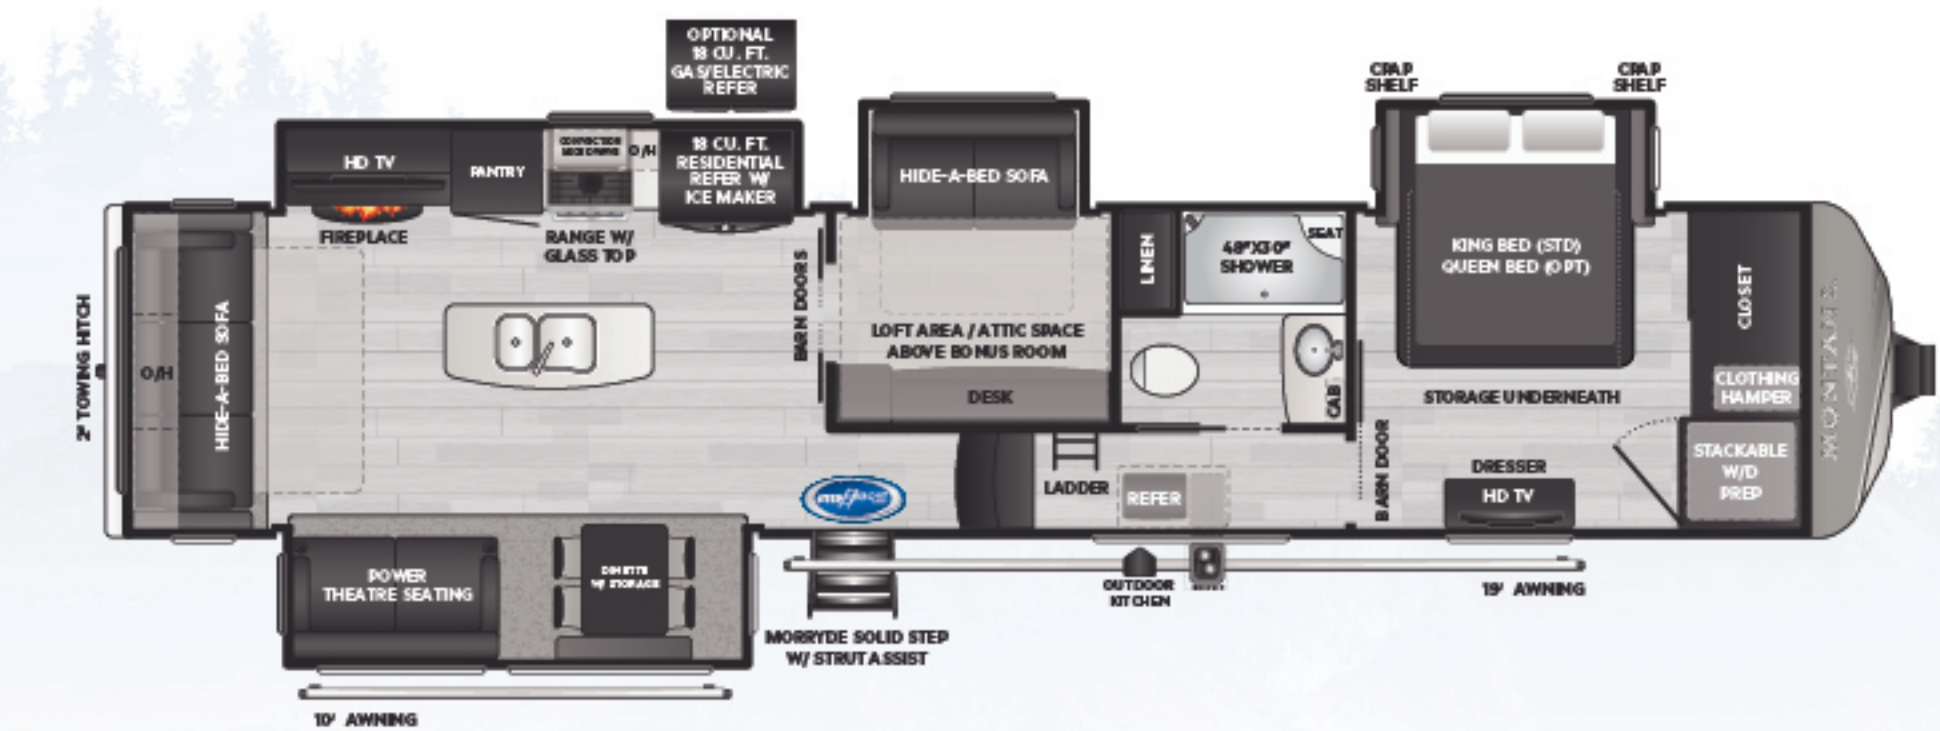 OPTIONAL
18 CU. FT.
GAS/ELECTRIC
REFER
CPAP
SHELF
CPAP
SHELF
HD TV
PANTRY
CONVECTION
MICROWAVE
O/H
18 CU. FT.
RESIDENTIAL
REFER W/
ICE MAKER
HIDE-A-BED SOFA
FIREPLACE
RANGE W/
GLASS TOP
BARN DOORS
LINEN
48"X30"
SHOWER
SEAT
KING BED (STD)
QUEEN BED (OPT)
CLOSET
MONTANA
2" TOWING HITCH
O/H
HIDE-A-BED SOFA
LOFT AREA / ATTIC SPACE
ABOVE BONUS ROOM
DESK
CAB
STORAGE UNDERNEATH
CLOTHING
HAMPER
BARN DOOR
STACKABLE
W/D
PREP
LADDER
REFER
DRESSER
HD TV
POWER
THEATRE SEATING
DINETTE
W/ STORAGE
OUTDOOR
KITCHEN
19' AWNING
MORRYDE SOLID STEP
W/ STRUT ASSIST
10' AWNING